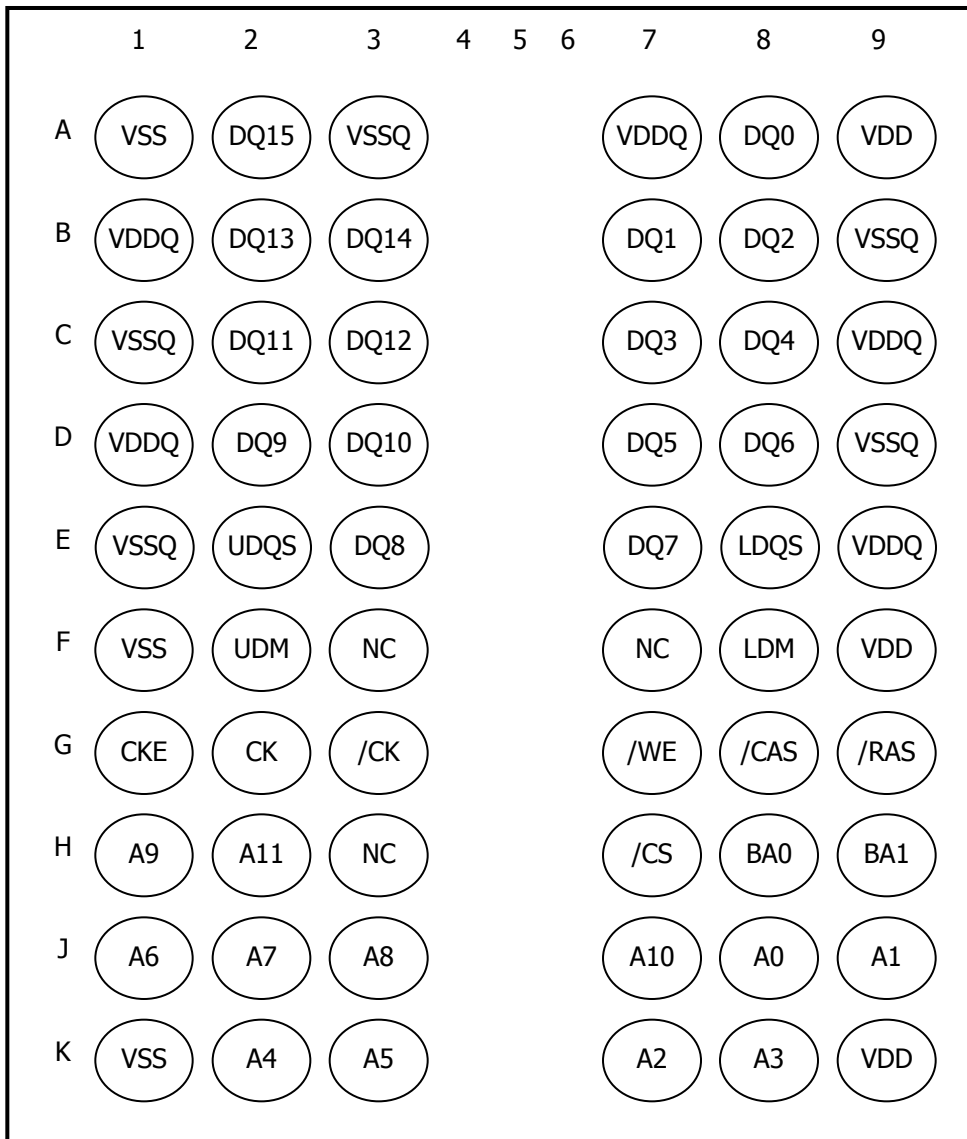 1 2 3 4 5 6 7 8 9
A VSS DQ15 VSSQ VDDQ DQ0 VDD
B VDDQ DQ13 DQ14 DQ1 DQ2 VSSQ
C VSSQ DQ11 DQ12 DQ3 DQ4 VDDQ
D VDDQ DQ9 DQ10 DQ5 DQ6 VSSQ
E VSSQ UDQS DQ8 DQ7 LDQS VDDQ
F VSS UDM NC NC LDM VDD
G CKE CK /CK /WE /CAS /RAS
H A9 A11 NC /CS BA0 BA1
J A6 A7 A8 A10 A0 A1
K VSS A4 A5 A2 A3 VDD